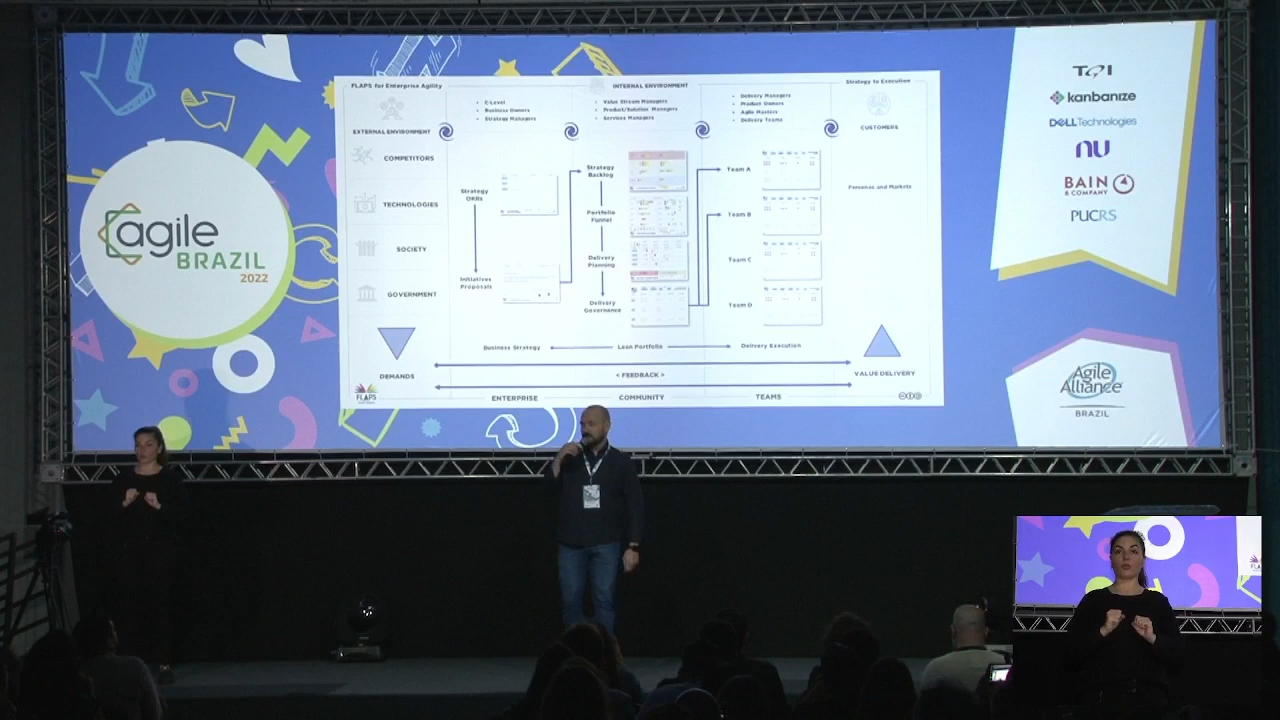 agile
BRAZIL
2022
FLAPS for Enterprise Agility
INTERNAL ENVIRONMENT
Strategy to Execution
EXTERNAL ENVIRONMENT
C-Level
Business Owners
Strategy Managers
Value Stream Managers
Product/Solution Managers
Services Managers
Delivery Managers
Product Owners
Agile Masters
Delivery Teams
CUSTOMERS
COMPETITORS
TECHNOLOGIES
SOCIETY
GOVERNMENT
Strategy
OKRs
Initiatives
Proposals
Strategy
Backlog
Portfolio
Funnel
Delivery
Planning
Delivery
Governance
Team A
Team B
Team C
Team D
Personas and Markets
Business Strategy
Lean Portfolio
Delivery Execution
DEMANDS
< FEEDBACK >
VALUE DELIVERY
FLAPS
ENTERPRISE
COMMUNITY
TEAMS
kanbanize
DELL Technologies
nu
BAIN
& COMPANY
PUCRS
Agile
Alliance
BRAZIL